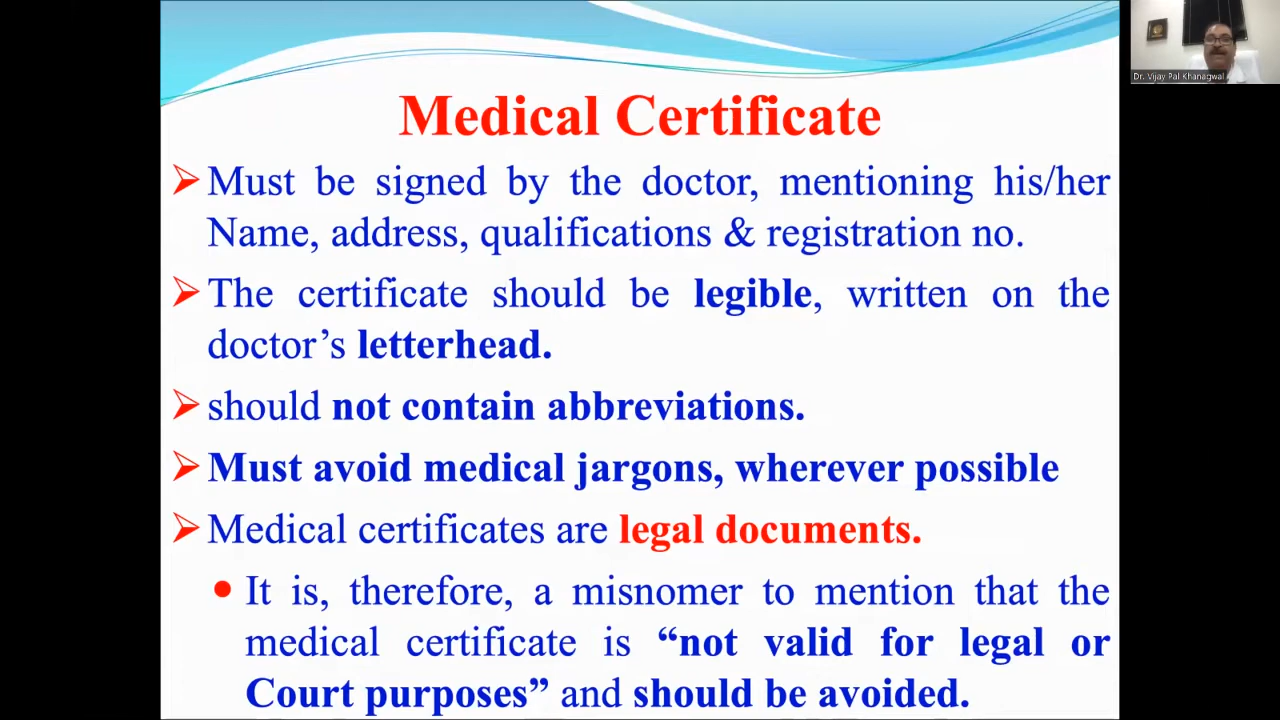 Medical Certificate
Must be signed by the doctor, mentioning his/her
Name, address, qualifications & registration no.
The certificate should be legible, written on the
doctor’s letterhead.
should not contain abbreviations.
Must avoid medical jargons, wherever possible
Medical certificates are legal documents.
It is, therefore, a misnomer to mention that the
medical certificate is “not valid for legal or
Court purposes” and should be avoided.
Dr. Vijay Pal Khanagwal